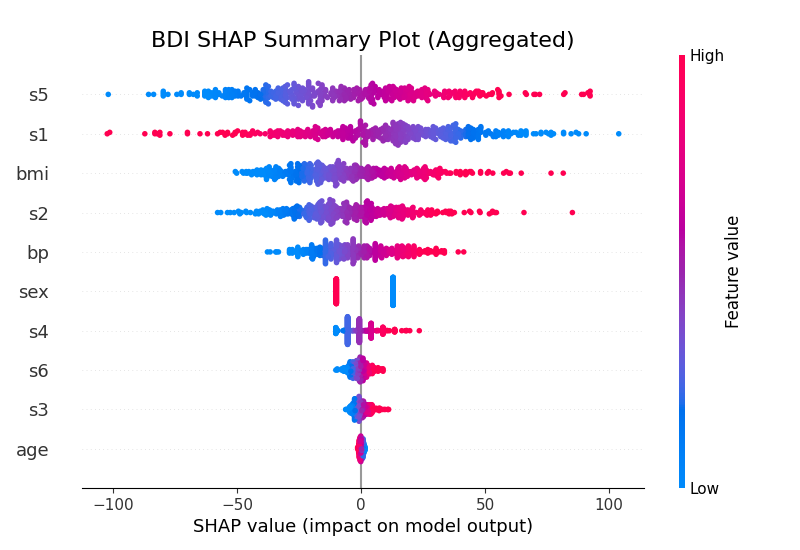 BDI SHAP Summary Plot (Aggregated)
High
s5
s1
bmi
s2
bp
sex
s4
s6
s3
age
Feature value
Low
−100
−50
0
50
100
SHAP value (impact on model output)